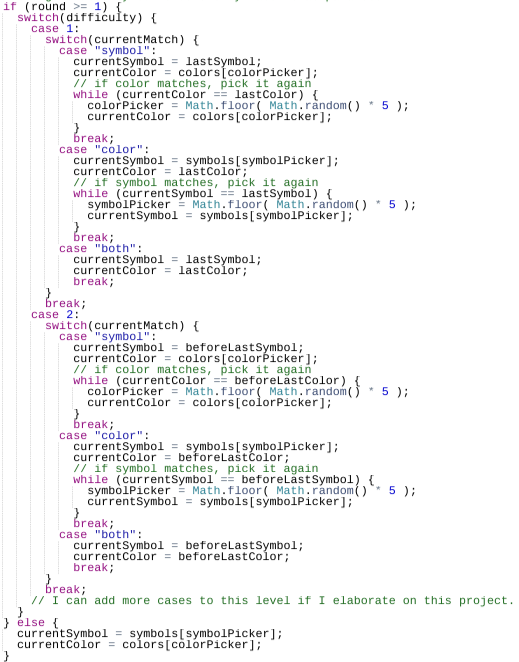 if (round >= 1) {
  switch(difficulty) {
    case 1:
      switch(currentMatch) {
        case "symbol":
          currentSymbol = lastSymbol;
          currentColor = colors[colorPicker];
          // if color matches, pick it again
          while (currentColor == lastColor) {
            colorPicker = Math.floor( Math.random() * 5 );
            currentColor = colors[colorPicker];
          }
          break;
        case "color":
          currentSymbol = symbols[symbolPicker];
          currentColor = lastColor;
          // if symbol matches, pick it again
          while (currentSymbol == lastSymbol) {
            symbolPicker = Math.floor( Math.random() * 5 );
            currentSymbol = symbols[symbolPicker];
          }
          break;
        case "both":
          currentSymbol = lastSymbol;
          currentColor = lastColor;
          break;
      }
      break;
    case 2:
      switch(currentMatch) {
        case "symbol":
          currentSymbol = beforeLastSymbol;
          currentColor = colors[colorPicker];
          // if color matches, pick it again
          while (currentColor == beforeLastColor) {
            colorPicker = Math.floor( Math.random() * 5 );
            currentColor = colors[colorPicker];
          }
          break;
        case "color":
          currentSymbol = symbols[symbolPicker];
          currentColor = beforeLastColor;
          // if symbol matches, pick it again
          while (currentSymbol == beforeLastSymbol) {
            symbolPicker = Math.floor( Math.random() * 5 );
            currentSymbol = symbols[symbolPicker];
          }
          break;
        case "both":
          currentSymbol = beforeLastSymbol;
          currentColor = beforeLastColor;
          break;
      }
      break;
    // I can add more cases to this level if I elaborate on this project.
  }
} else {
  currentSymbol = symbols[symbolPicker];
  currentColor = colors[colorPicker];
}